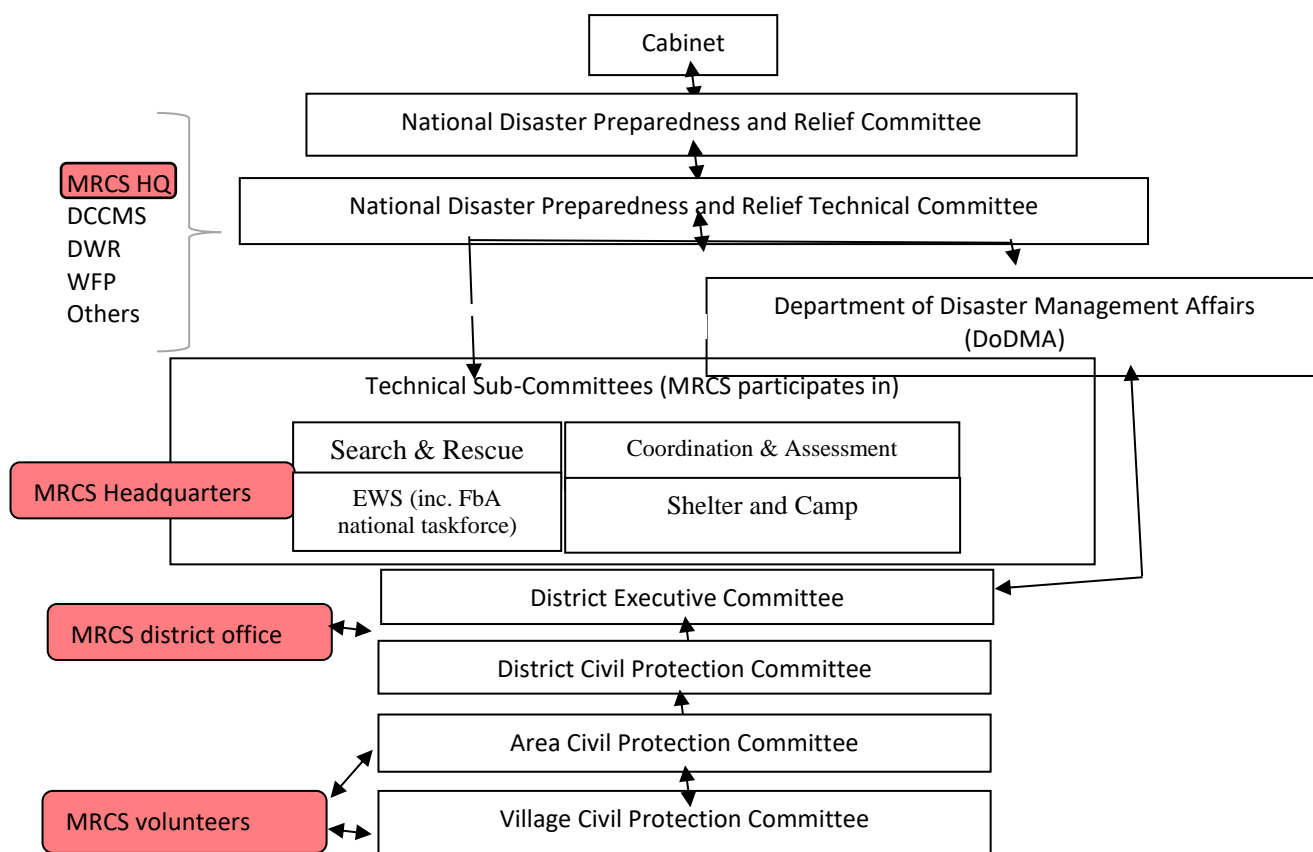 Cabinet
National Disaster Preparedness and Relief Committee
MRCS HQ
DCCMS
DWR
WFP
Others
National Disaster Preparedness and Relief Technical Committee
Department of Disaster Management Affairs
(DoDMA)
Technical Sub-Committees (MRCS participates in)
Search & Rescue
Coordination & Assessment
MRCS Headquarters
EWS (inc. FbA
national taskforce)
Shelter and Camp
District Executive Committee
MRCS district office
District Civil Protection Committee
Area Civil Protection Committee
MRCS volunteers
Village Civil Protection Committee